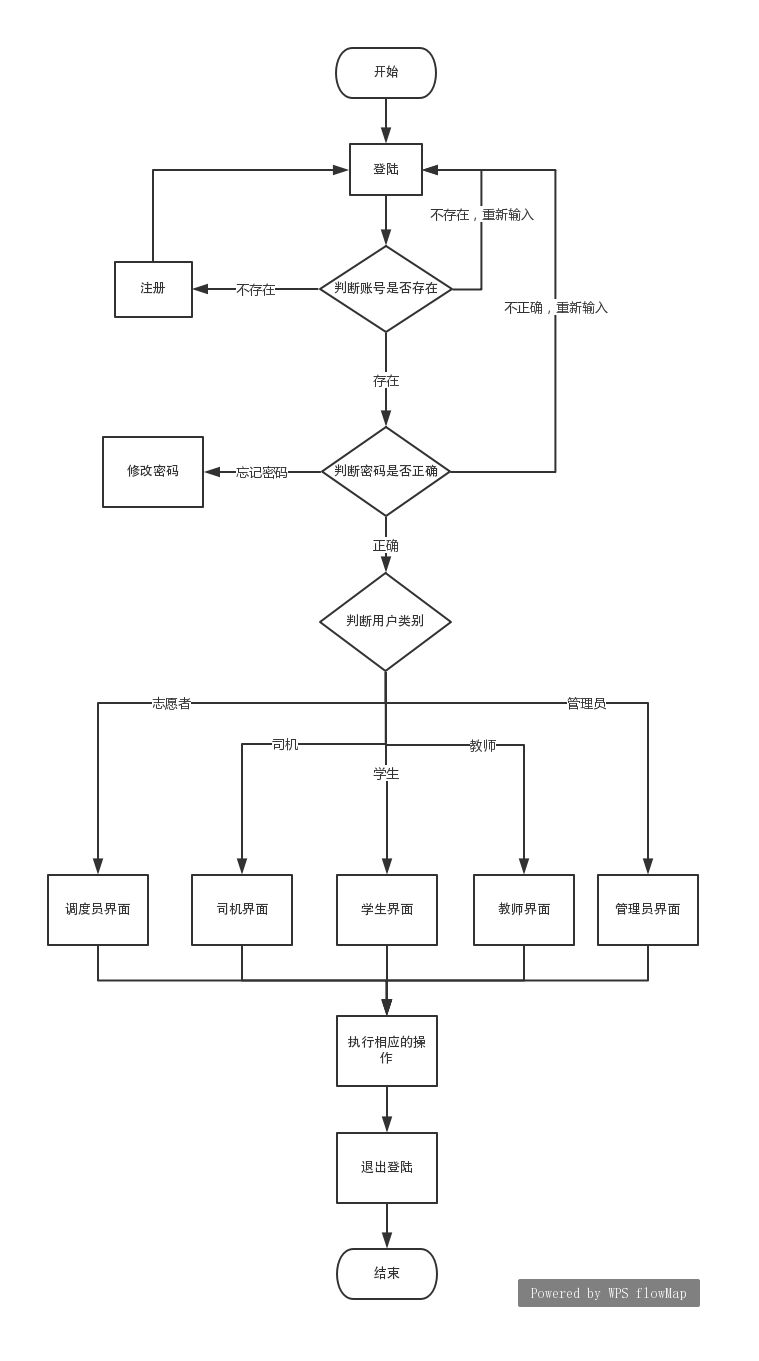 开始
登陆
不存在，重新输入
注册
不存在
判断账号是否存在
不正确，重新输入
存在
修改密码
忘记密码
判断密码是否正确
正确
判断用户类别
志愿者
管理员
司机
教师
学生
调度员界面
司机界面
学生界面
教师界面
管理员界面
执行相应的操
作
退出登陆
结束
Powered by WPS flowMap